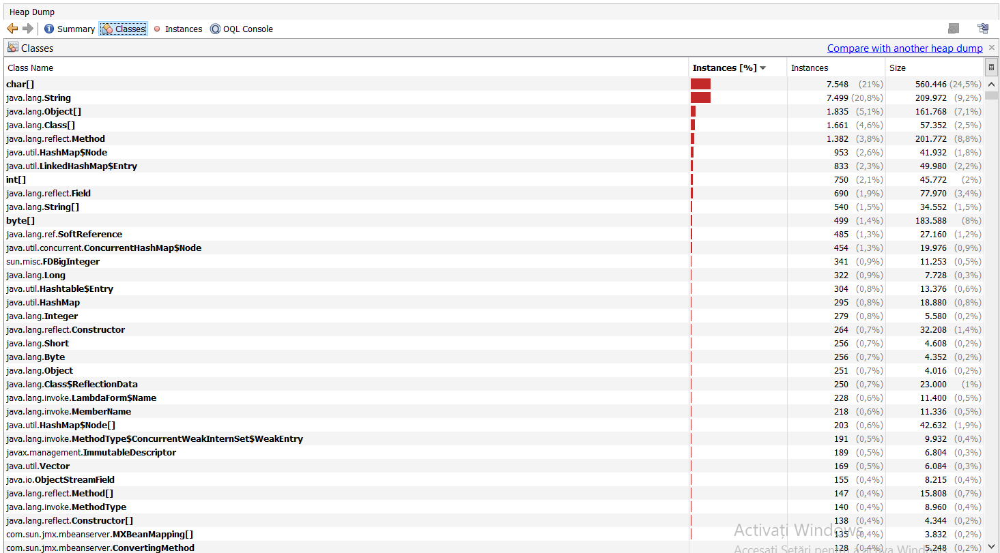 Heap Dump
Summary Classes Instances OQL Console
Classes Compare with another heap dump
Class Name Instances [%] Instances Size
char[] 7.548 (21%) 560.446 (24,5%)
java.lang.String 7.499 (20,8%) 209.972 (9,2%)
java.lang.Object[] 1.835 (5,1%) 161.768 (7,1%)
java.lang.Class[] 1.661 (4,6%) 57.352 (2,5%)
java.lang.reflect.Method 1.382 (3,8%) 201.772 (8,8%)
java.util.HashMap$Node 953 (2,6%) 41.932 (1,8%)
java.util.LinkedHashMap$Entry 833 (2,3%) 49.980 (2,2%)
int[] 750 (2,1%) 45.772 (2%)
java.lang.reflect.Field 690 (1,9%) 77.970 (3,4%)
java.lang.String[] 540 (1,5%) 34.552 (1,5%)
byte[] 499 (1,4%) 183.588 (8%)
java.lang.ref.SoftReference 485 (1,3%) 27.160 (1,2%)
java.util.concurrent.ConcurrentHashMap$Node 454 (1,3%) 19.976 (0,9%)
sun.misc.FDBigInteger 341 (0,9%) 11.253 (0,5%)
java.lang.Long 322 (0,9%) 7.728 (0,3%)
java.util.Hashtable$Entry 304 (0,8%) 13.376 (0,6%)
java.util.HashMap 295 (0,8%) 18.880 (0,8%)
java.lang.Integer 279 (0,8%) 5.580 (0,2%)
java.lang.reflect.Constructor 264 (0,7%) 32.208 (1,4%)
java.lang.Short 256 (0,7%) 4.608 (0,2%)
java.lang.Byte 256 (0,7%) 4.352 (0,2%)
java.lang.Object 251 (0,7%) 4.016 (0,2%)
java.lang.Class$ReflectionData 250 (0,7%) 23.000 (1%)
java.lang.invoke.LambdaForm$Name 228 (0,6%) 11.400 (0,5%)
java.lang.invoke.MemberName 218 (0,6%) 11.336 (0,5%)
java.util.HashMap$Node[] 203 (0,6%) 42.632 (1,9%)
java.lang.invoke.MethodType$ConcurrentWeakInternSet$WeakEntry 191 (0,5%) 9.932 (0,4%)
javax.management.ImmutableDescriptor 189 (0,5%) 6.804 (0,3%)
java.util.Vector 169 (0,5%) 6.084 (0,3%)
java.io.ObjectStreamField 155 (0,4%) 8.215 (0,4%)
java.lang.reflect.Method[] 147 (0,4%) 15.808 (0,7%)
java.lang.invoke.MethodType 140 (0,4%) 8.960 (0,4%)
java.lang.reflect.Constructor[] 138 (0,4%) 4.344 (0,2%)
com.sun.jmx.mbeanserver.MXBeanMapping[] 135 (0,4%) 3.832 (0,2%)
com.sun.jmx.mbeanserver.ConvertingMethod 128 (0,4%) 5.248 (0,2%)
Activați Windows
Accesați Setări pentru a activa Windows